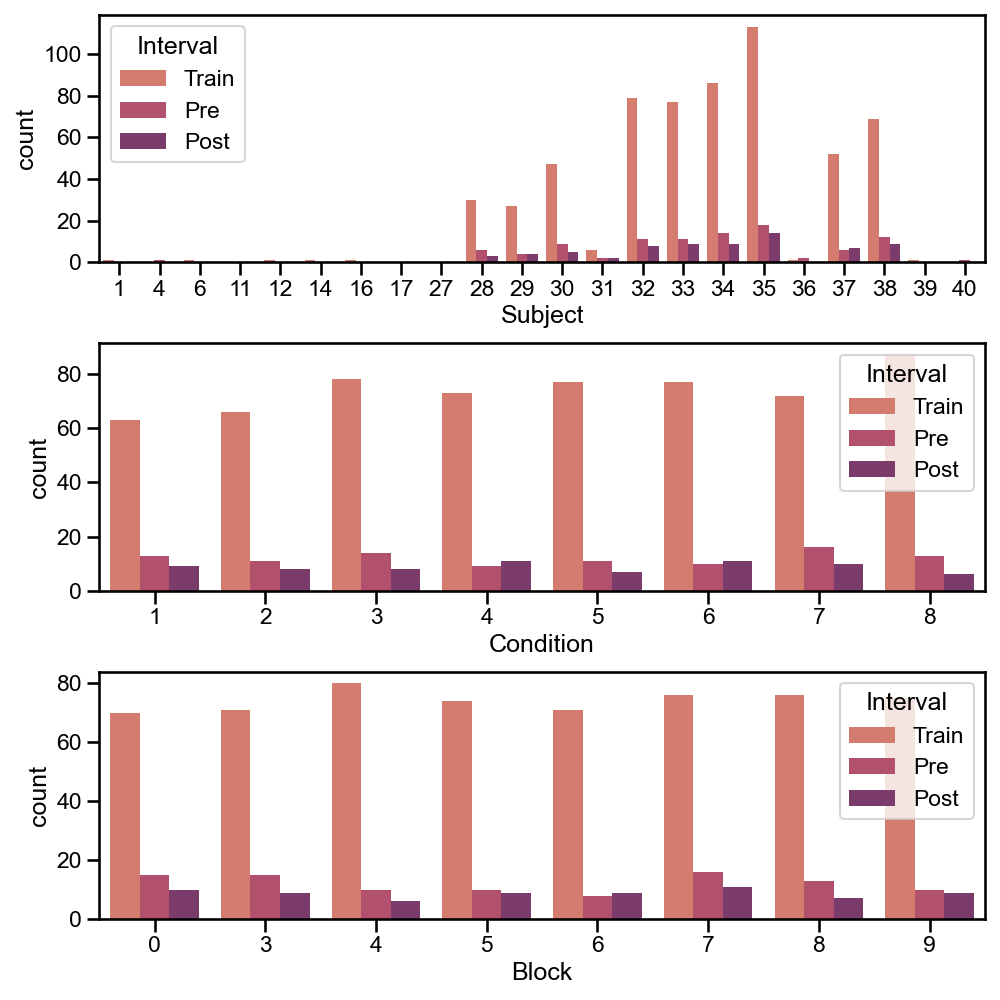 Interval
Train
Pre
Post
100
80
60
40
20
0
count
1 4 6 11 12 14 16 17 27 28 29 30 31 32 33 34 35 36 37 38 39 40
Subject
Interval
Train
Pre
Post
80
60
40
20
0
count
1 2 3 4 5 6 7 8
Condition
Interval
Train
Pre
Post
80
60
40
20
0
count
0 3 4 5 6 7 8 9
Block